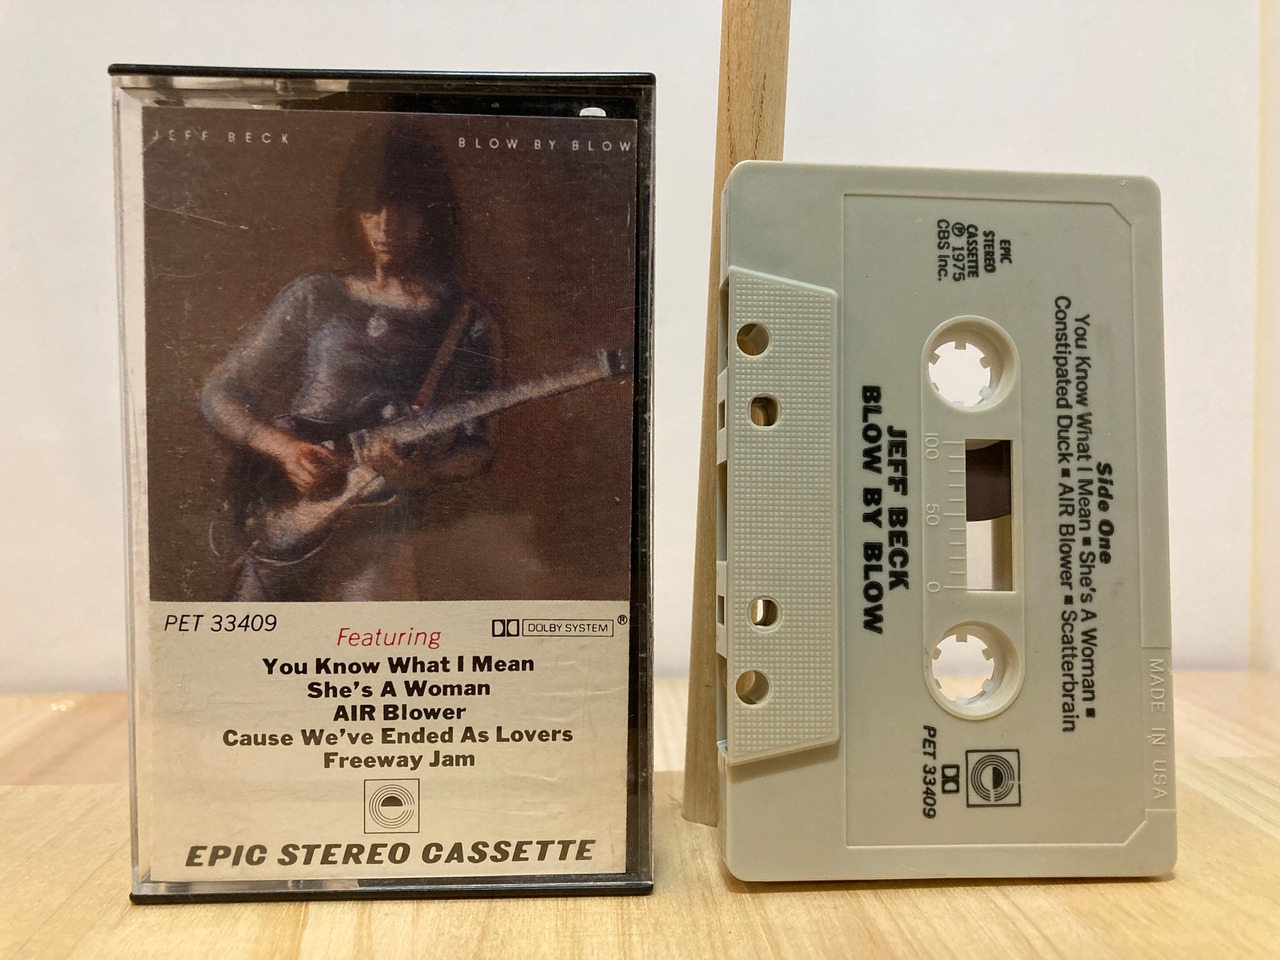 JEFF BECK
BLOW BY BLOW
PET 33409
DOLBY SYSTEM ®
Featuring
You Know What I Mean
She's A Woman
AIR Blower
Cause We've Ended As Lovers
Freeway Jam
EPIC STEREO CASSETTE
Side One
You Know What I Mean ■ She's A Woman ■
Constipated Duck ■ AIR Blower ■ Scatterbrain
EPIC
STEREO
CASSETTE
℗ 1975
CBS Inc.
100 50 0
PET 33409
JEFF BECK
BLOW BY BLOW
MADE IN USA